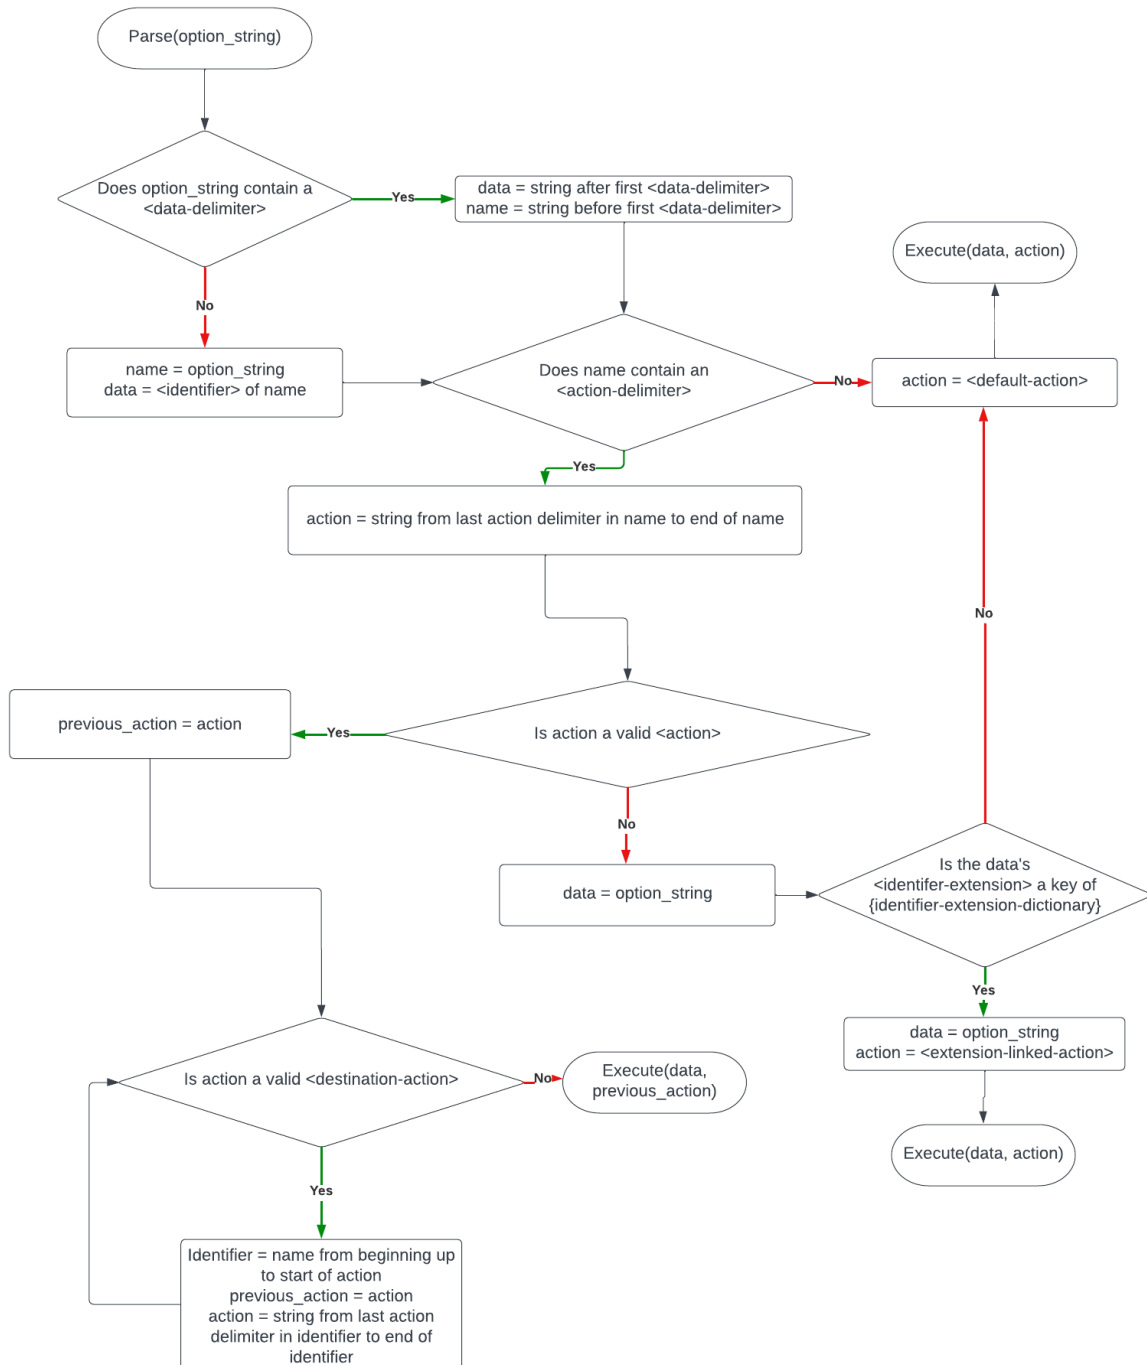 Parse(option_string)
Does option_string contain a
<data-delimiter>
Yes
data = string after first <data-delimiter>
name = string before first <data-delimiter>
Execute(data, action)
No
name = option_string
data = <identifier> of name
Does name contain an
<action-delimiter>
No
action = <default-action>
Yes
action = string from last action delimiter in name to end of name
No
previous_action = action
Yes
Is action a valid <action>
No
data = option_string
Is the data's
<identifer-extension> a key of
{identifier-extension-dictionary}
Yes
data = option_string
action = <extension-linked-action>
Is action a valid <destination-action>
No
Execute(data,
previous_action)
Execute(data, action)
Yes
Identifier = name from beginning up
to start of action
previous_action = action
action = string from last action
delimiter in identifier to end of
identifier